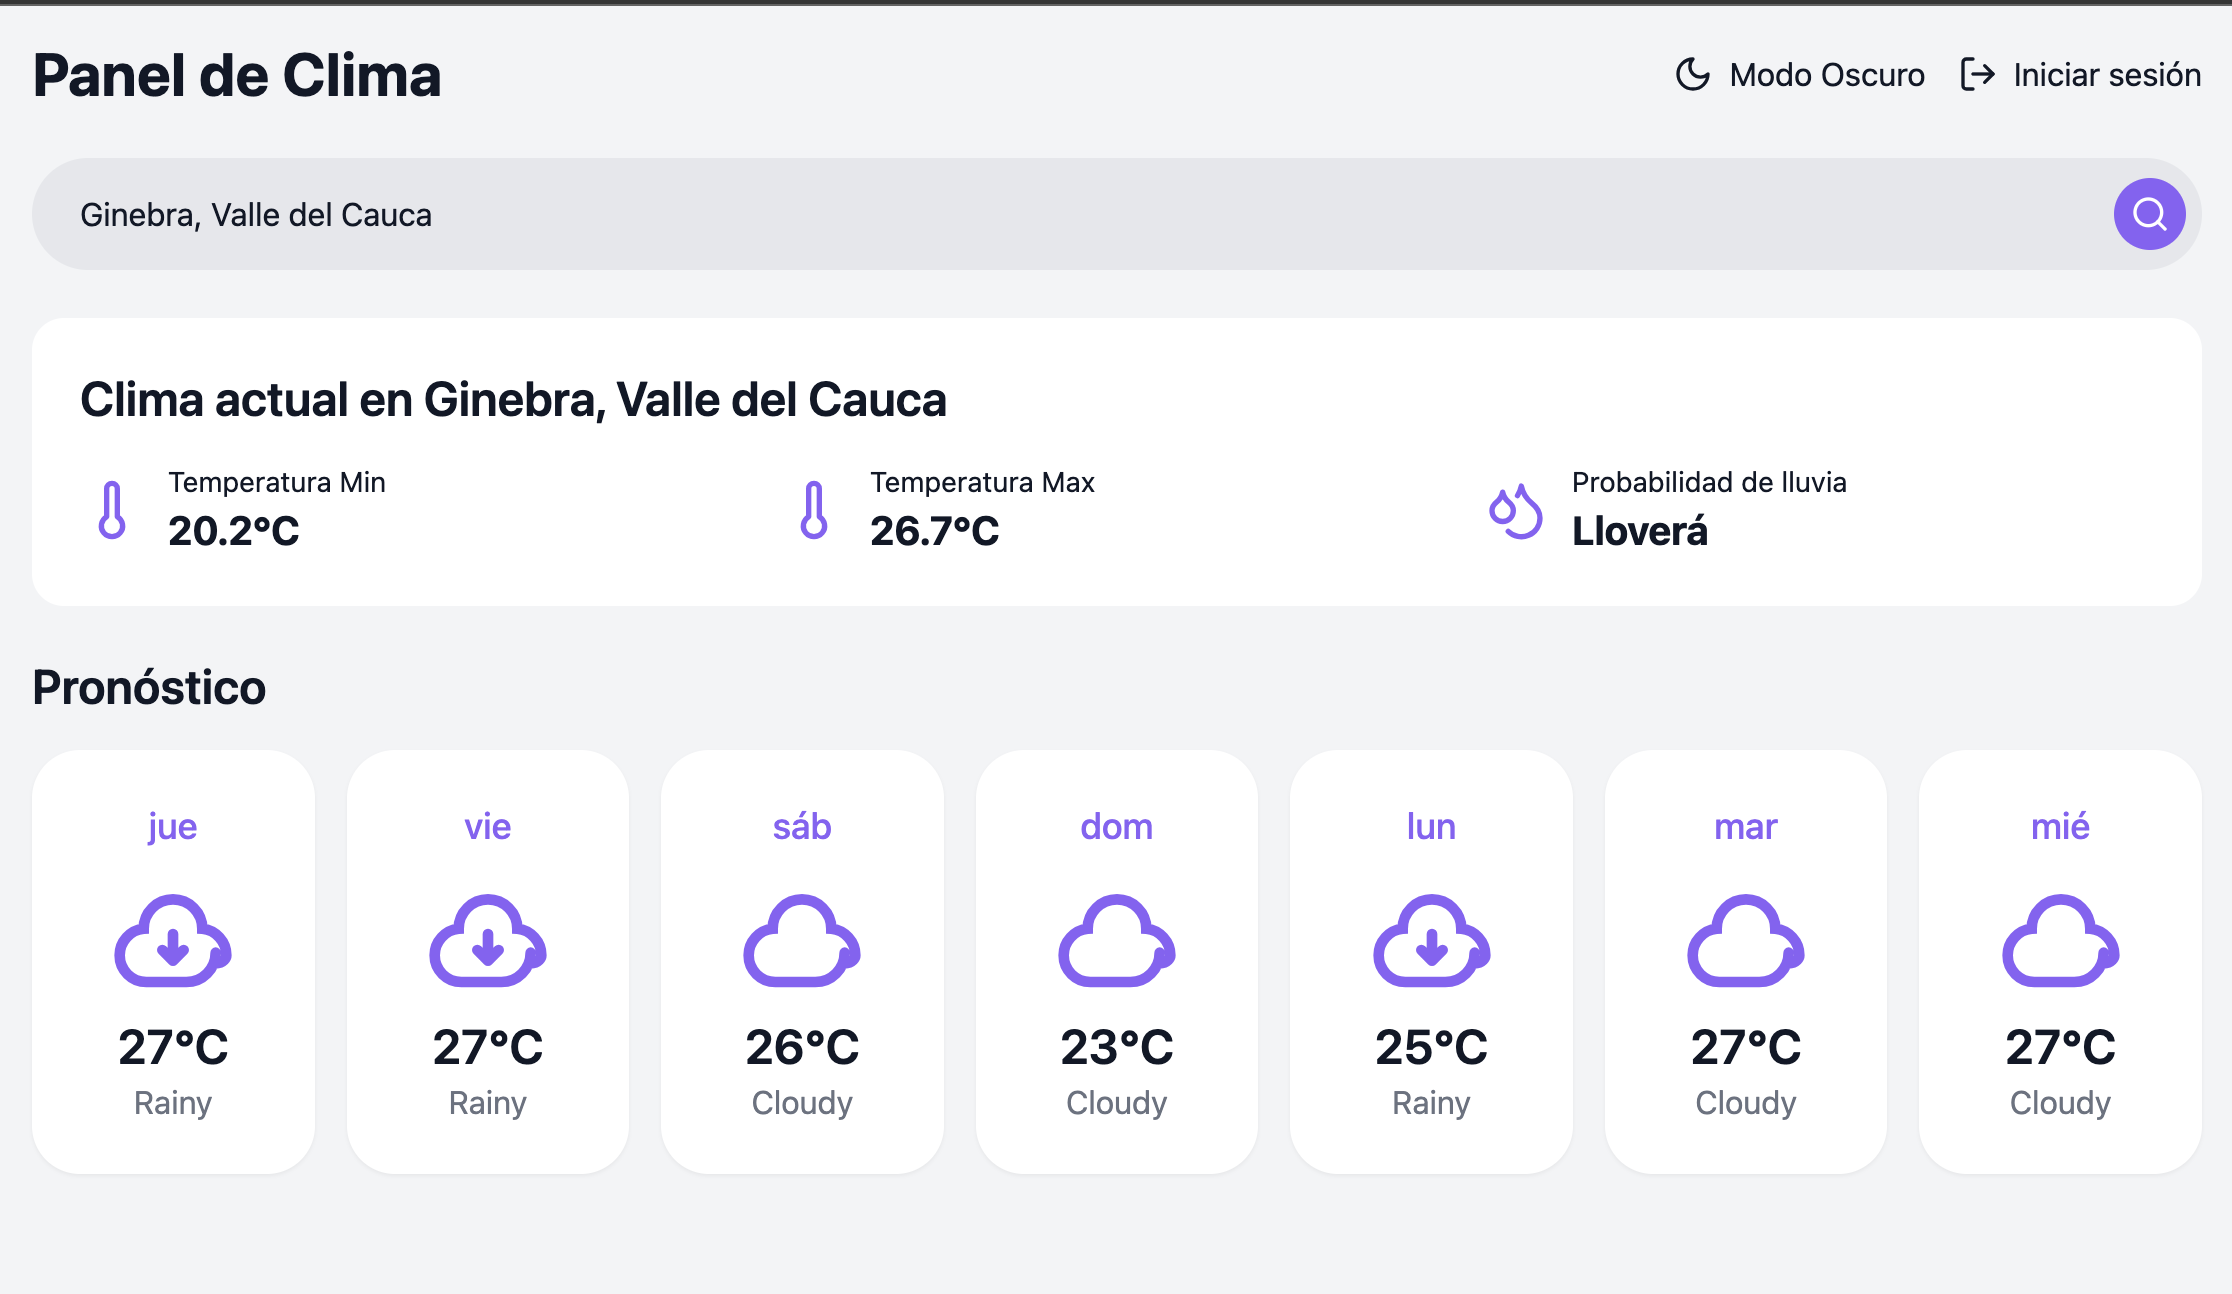 Panel de Clima
Modo Oscuro
Iniciar sesión
Ginebra, Valle del Cauca
Clima actual en Ginebra, Valle del Cauca
Temperatura Min
20.2°C
Temperatura Max
26.7°C
Probabilidad de lluvia
Lloverá
Pronóstico
jue
27°C
Rainy
vie
27°C
Rainy
sáb
26°C
Cloudy
dom
23°C
Cloudy
lun
25°C
Rainy
mar
27°C
Cloudy
mié
27°C
Cloudy